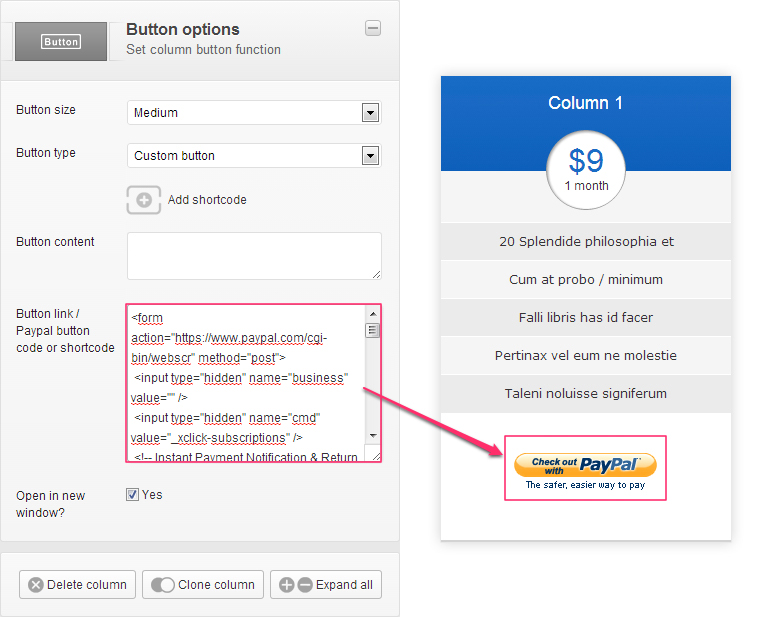 Button
Button options
Set column button function
Button size
Medium
Button type
Custom button
Add shortcode
Button content
Button link /
Paypal button
code or shortcode
<form
action="https://www.paypal.com/cgi-
bin/webscr" method="post">
<input type="hidden" name="business"
value="" />
<input type="hidden" name="cmd"
value="_xclick-subscriptions" />
<!-- Instant Payment Notification & Return
Open in new
window?
Yes
Delete column
Clone column
Expand all
Column 1
$9
1 month
20 Splendide philosophia et
Cum at probo / minimum
Falli libris has id facer
Pertinax vel eum ne molestie
Taleni noluisse signiferum
Check out
with PayPal
The safer, easier way to pay